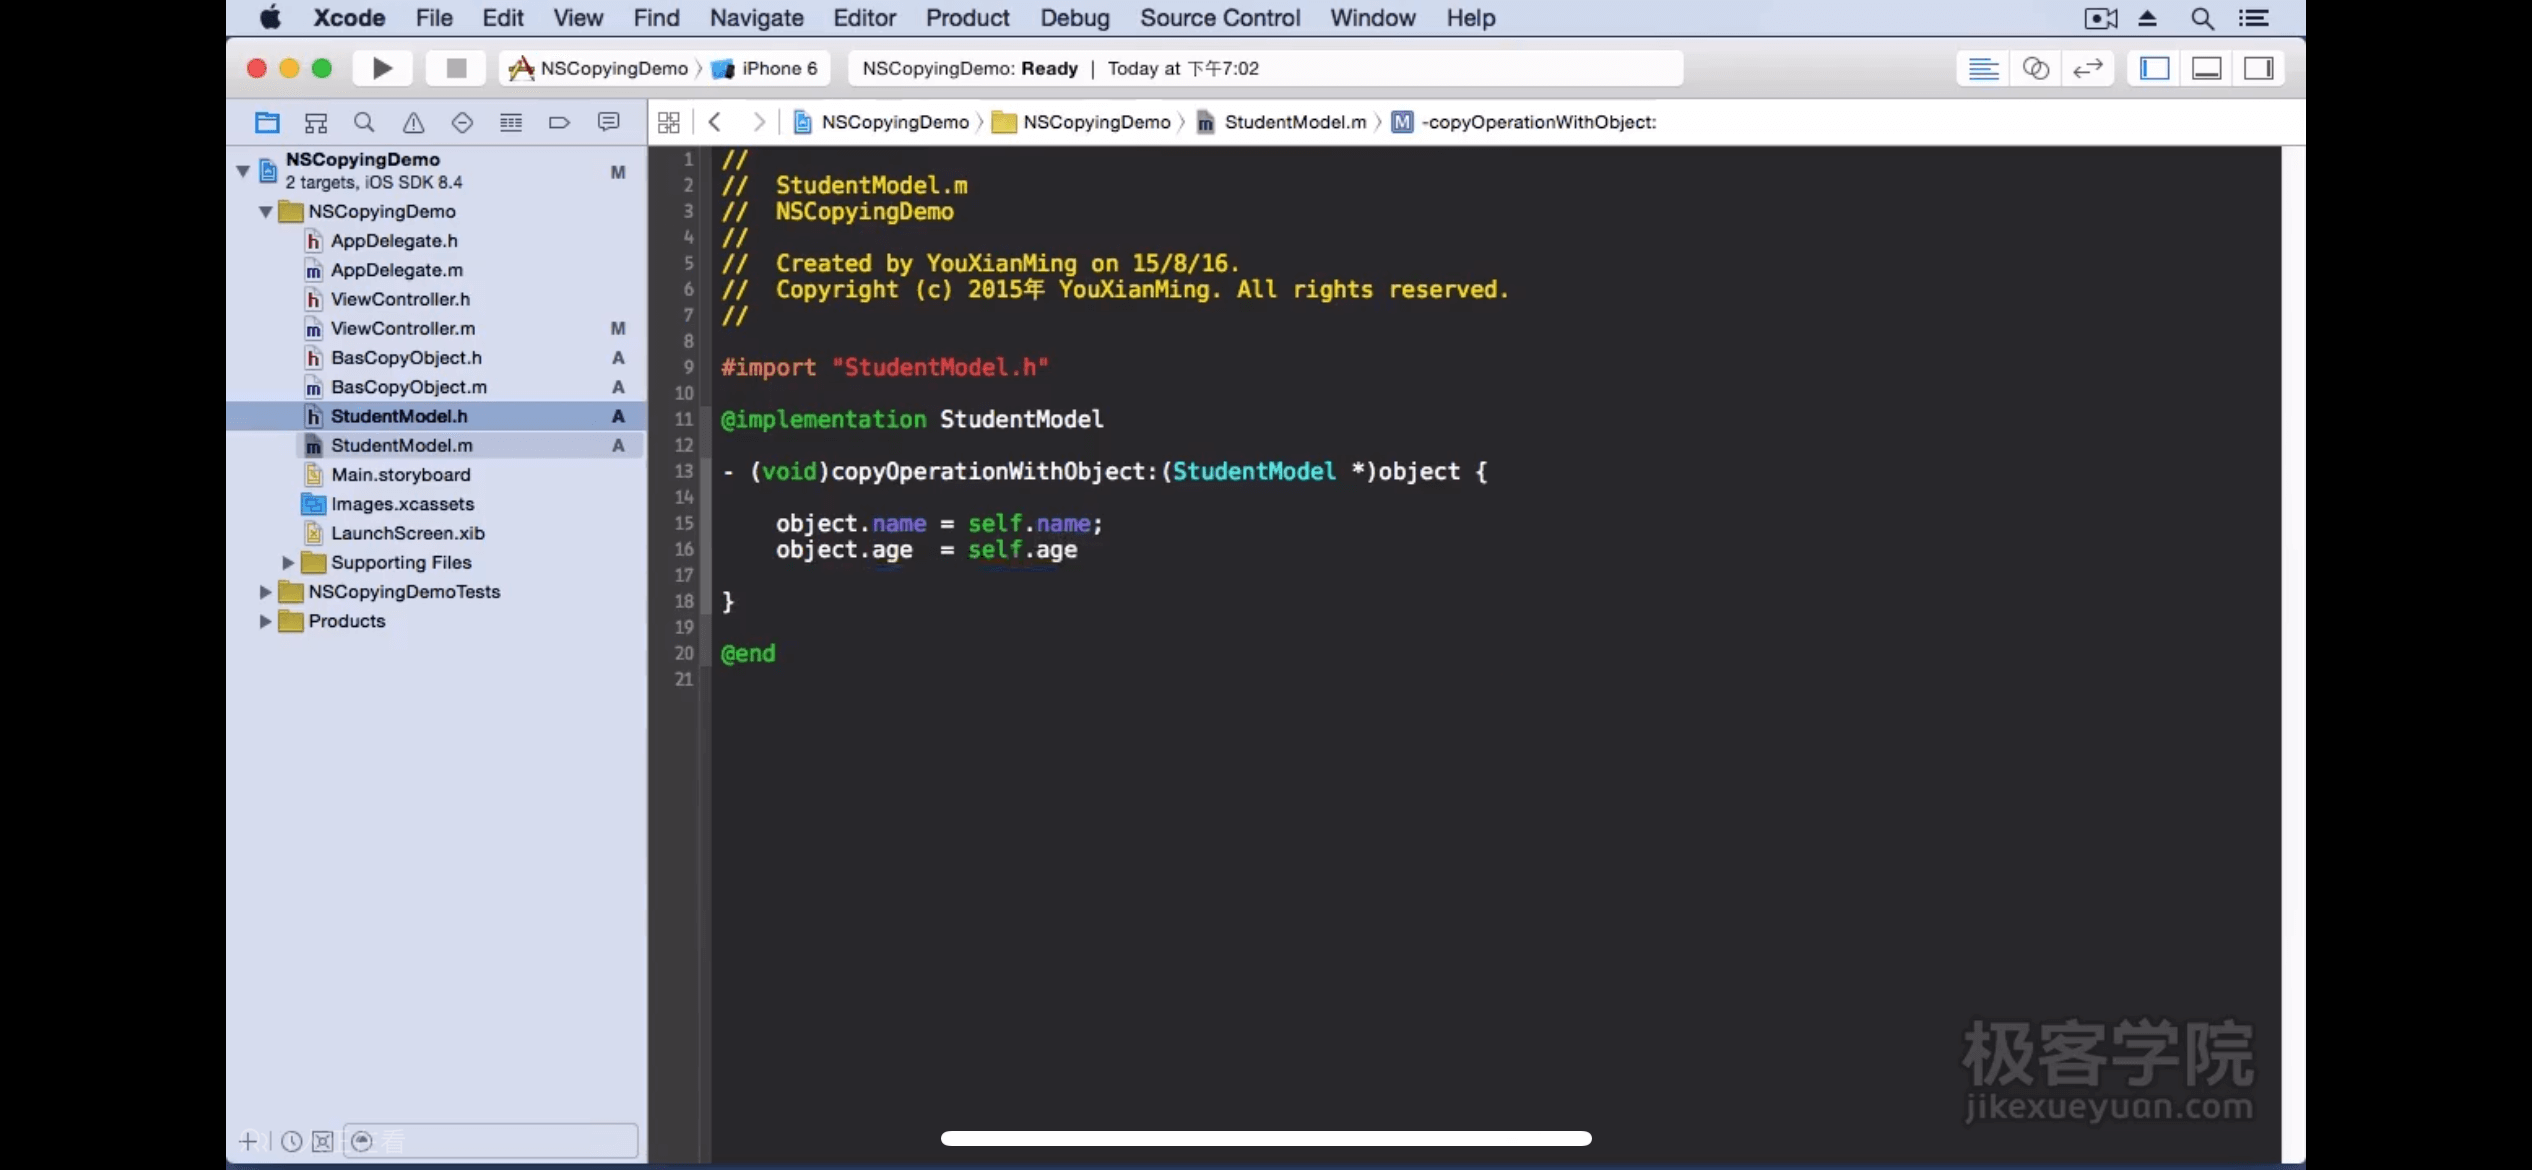 Xcode File Edit View Find Navigate Editor Product Debug Source Control Window Help
NSCopyingDemo iPhone 6 NSCopyingDemo: Ready | Today at 下午7:02
NSCopyingDemo NSCopyingDemo StudentModel.m M -copyOperationWithObject:
NSCopyingDemo M
2 targets, iOS SDK 8.4
NSCopyingDemo
h AppDelegate.h
m AppDelegate.m
h ViewController.h
m ViewController.m M
h BasCopyObject.h A
m BasCopyObject.m A
h StudentModel.h A
m StudentModel.m A
Main.storyboard
Images.xcassets
LaunchScreen.xib
Supporting Files
NSCopyingDemoTests
Products
1 //
2 //  StudentModel.m
3 //  NSCopyingDemo
4 //
5 //  Created by YouXianMing on 15/8/16.
6 //  Copyright (c) 2015年 YouXianMing. All rights reserved.
7 //
8
9 #import "StudentModel.h"
10
11 @implementation StudentModel
12
13 - (void)copyOperationWithObject:(StudentModel *)object {
14
15     object.name = self.name;
16     object.age  = self.age
17
18 }
19
20 @end
21
极客学院
jikexueyuan.com